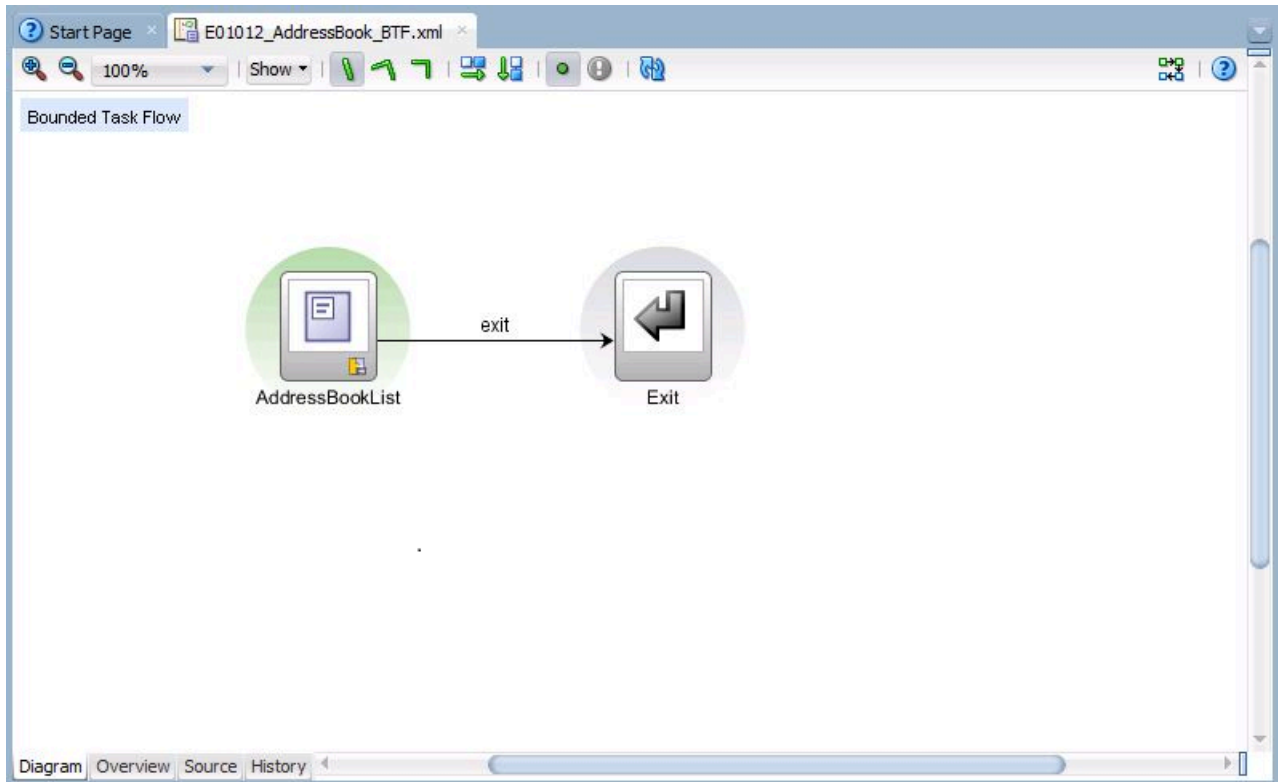 Start Page E01012_AddressBook_BTF.xml
100% Show
Bounded Task Flow
exit
AddressBookList Exit
Diagram Overview Source History